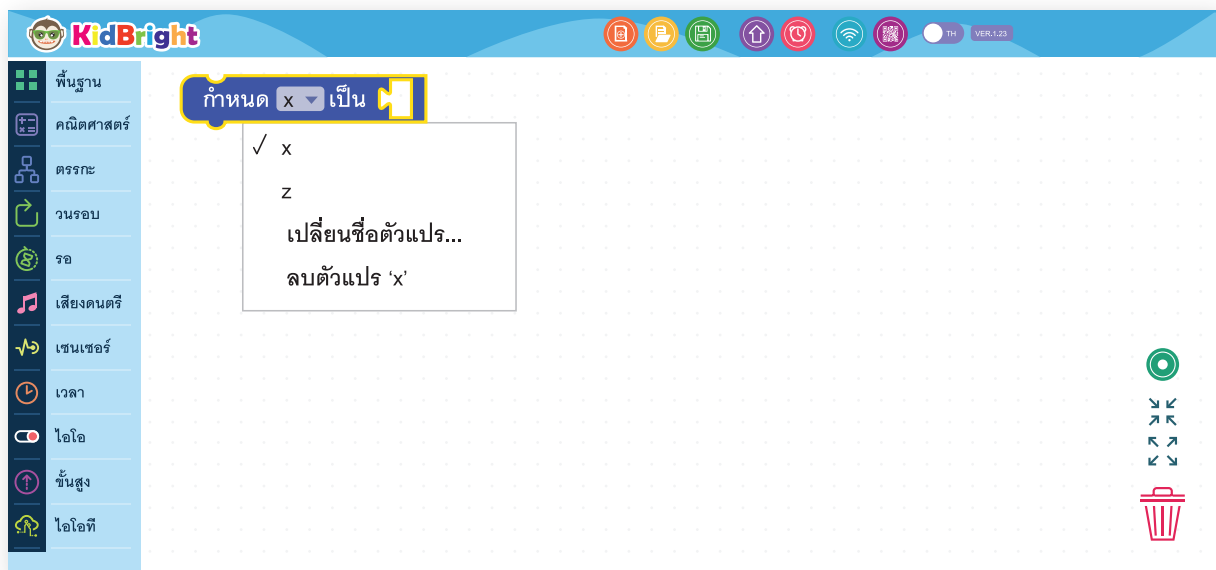 KidBright
TH
VER.1.23
พื้นฐาน
คณิตศาสตร์
ตรรกะ
วนรอบ
รอ
เสียงดนตรี
เซนเซอร์
เวลา
ไอโอ
ขั้นสูง
ไอโอที
กำหนด x เป็น
✓ x
z
เปลี่ยนชื่อตัวแปร...
ลบตัวแปร ‘x’